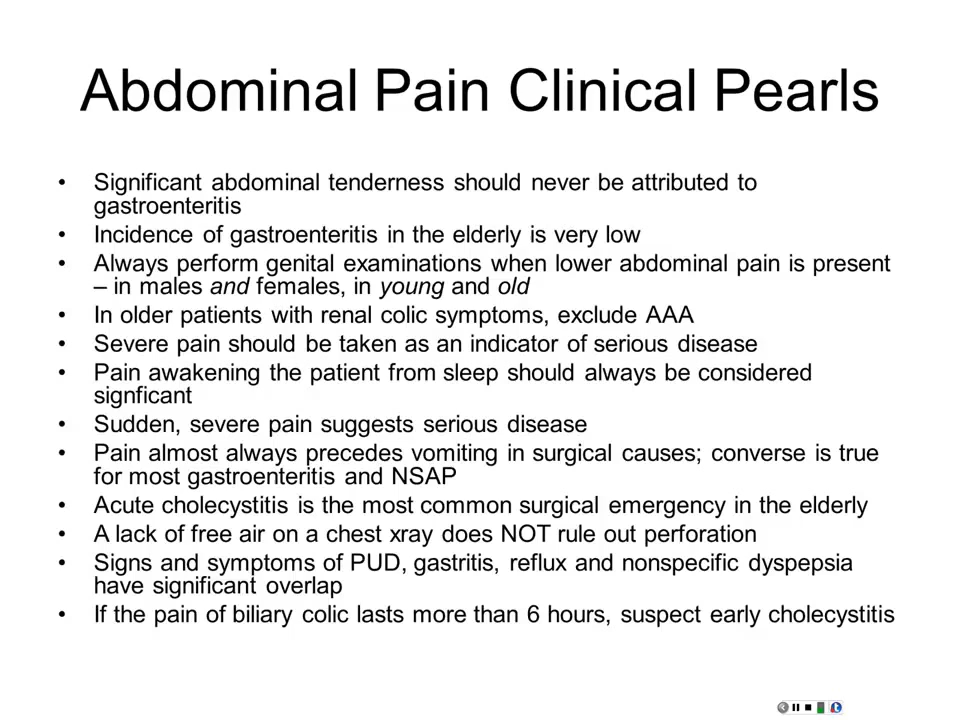 Abdominal Pain Clinical Pearls
• Significant abdominal tenderness should never be attributed to
gastroenteritis
• Incidence of gastroenteritis in the elderly is very low
• Always perform genital examinations when lower abdominal pain is present
– in males and females, in young and old
• In older patients with renal colic symptoms, exclude AAA
• Severe pain should be taken as an indicator of serious disease
• Pain awakening the patient from sleep should always be considered
signficant
• Sudden, severe pain suggests serious disease
• Pain almost always precedes vomiting in surgical causes; converse is true
for most gastroenteritis and NSAP
• Acute cholecystitis is the most common surgical emergency in the elderly
• A lack of free air on a chest xray does NOT rule out perforation
• Signs and symptoms of PUD, gastritis, reflux and nonspecific dyspepsia
have significant overlap
• If the pain of biliary colic lasts more than 6 hours, suspect early cholecystitis